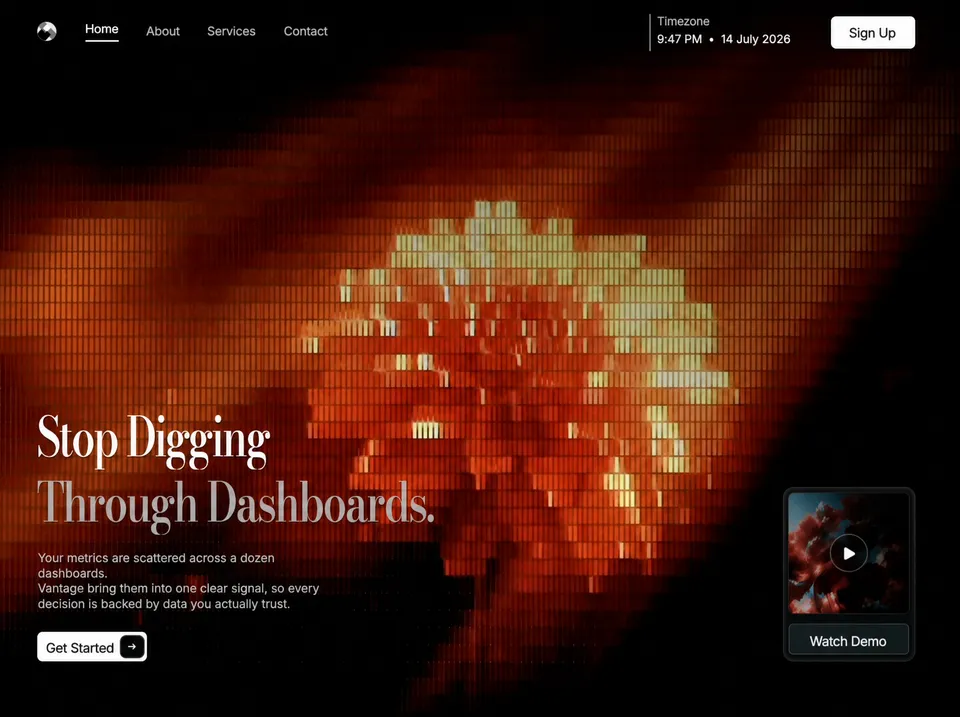 Home
About
Services
Contact
Timezone
9:47 PM • 14 July 2026
Sign Up
Stop Digging
Through Dashboards.
Your metrics are scattered across a dozen
dashboards.
Vantage bring them into one clear signal, so every
decision is backed by data you actually trust.
Get Started →
Watch Demo